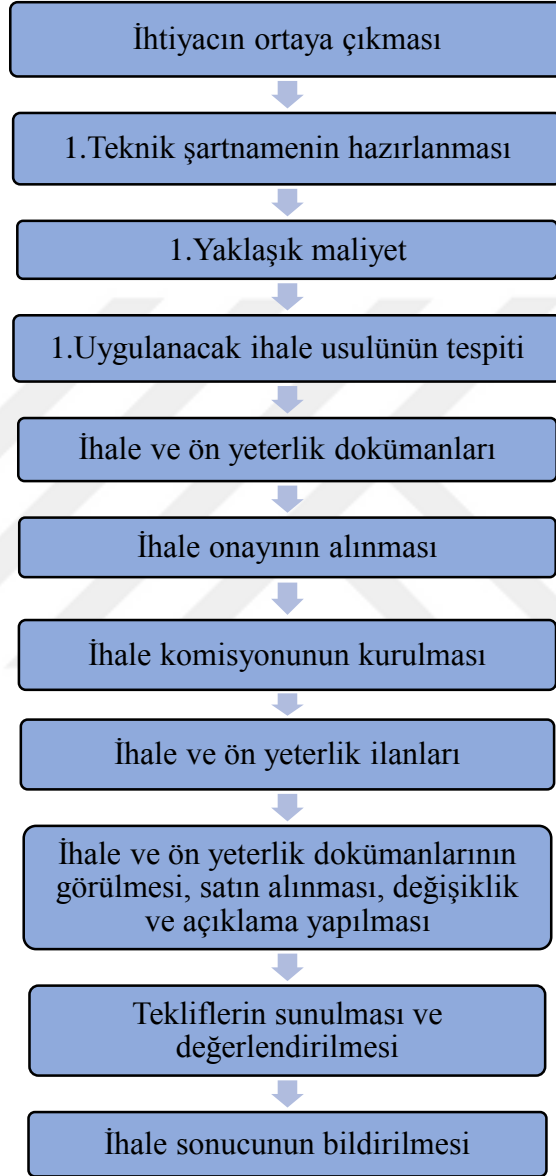 İhtiyacın ortaya çıkması
1.Teknik şartnamenin hazırlanması
1.Yaklaşık maliyet
1.Uygulanacak ihale usulünün tespiti
İhale ve ön yeterlik dokümanları
İhale onayının alınması
İhale komisyonunun kurulması
İhale ve ön yeterlik ilanları
İhale ve ön yeterlik dokümanlarının
görülmesi, satın alınması, değişiklik
ve açıklama yapılması
Tekliflerin sunulması ve
değerlendirilmesi
İhale sonucunun bildirilmesi